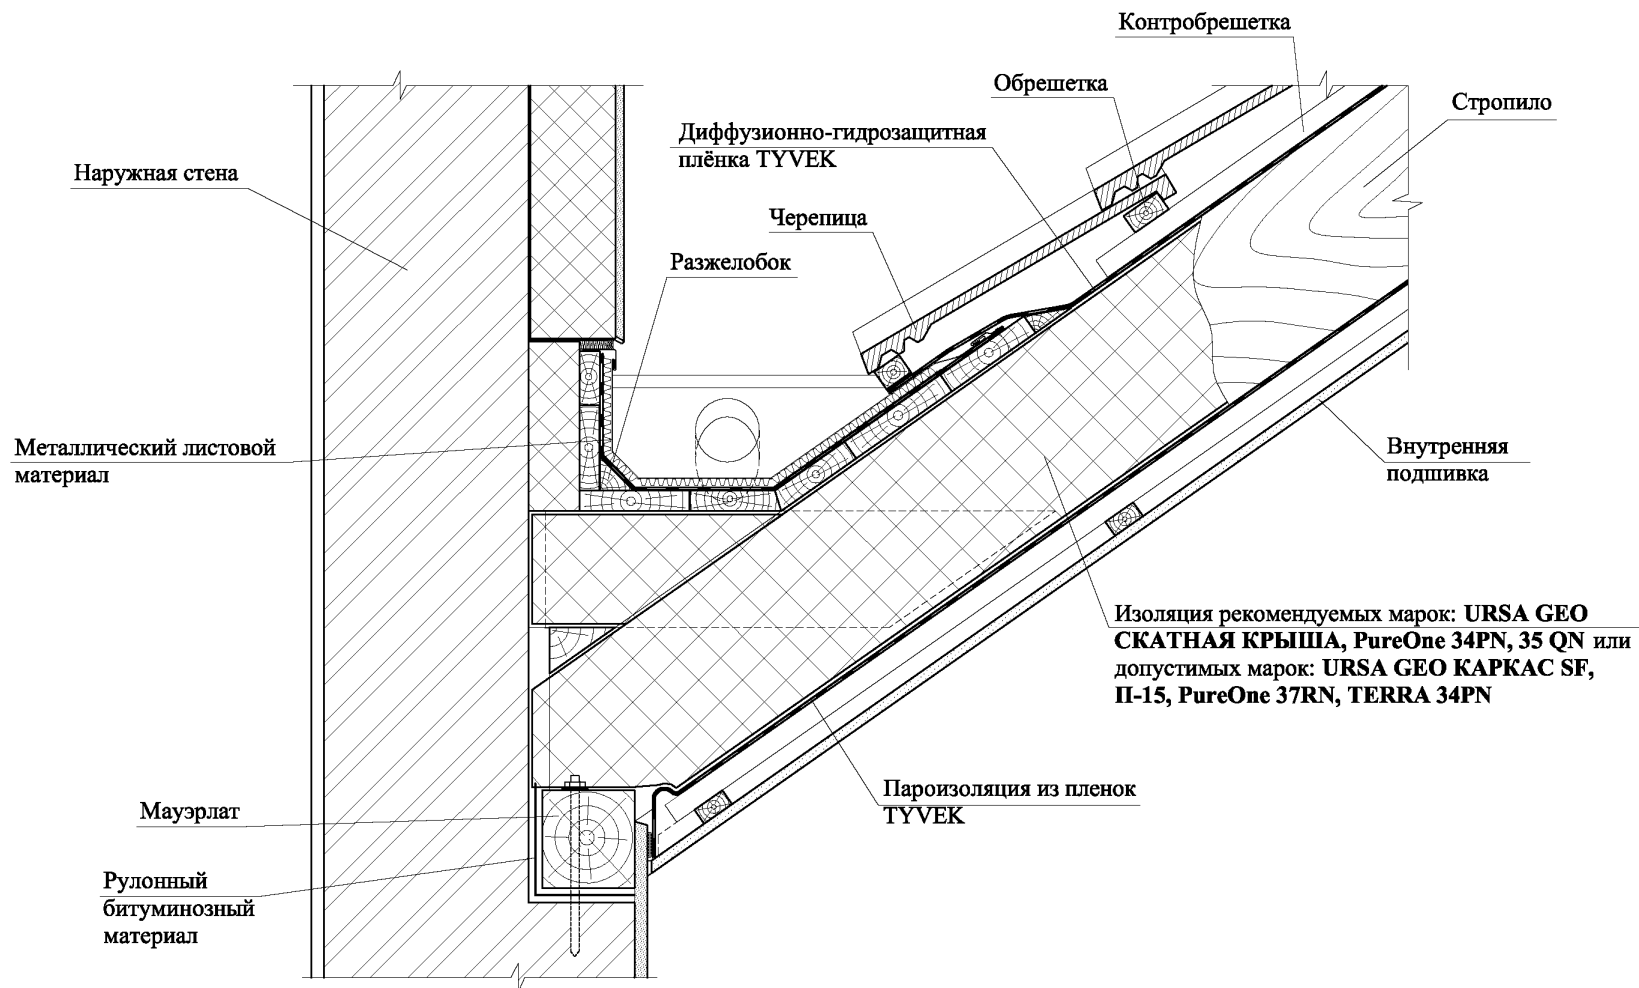 Контробрешетка
Обрешетка
Стропило
Диффузионно-гидрозащитная
плёнка TYVEK
Наружная стена
Черепица
Разжелобок
Металлический листовой
материал
Внутренняя
подшивка
Изоляция рекомендуемых марок: URSA GEO
СКАТНАЯ КРЫША, PureOne 34PN, 35 QN или
допустимых марок: URSA GEO КАРКАС SF,
П-15, PureOne 37RN, TERRA 34PN
Пароизоляция из пленок
TYVEK
Мауэрлат
Рулонный
битуминозный
материал